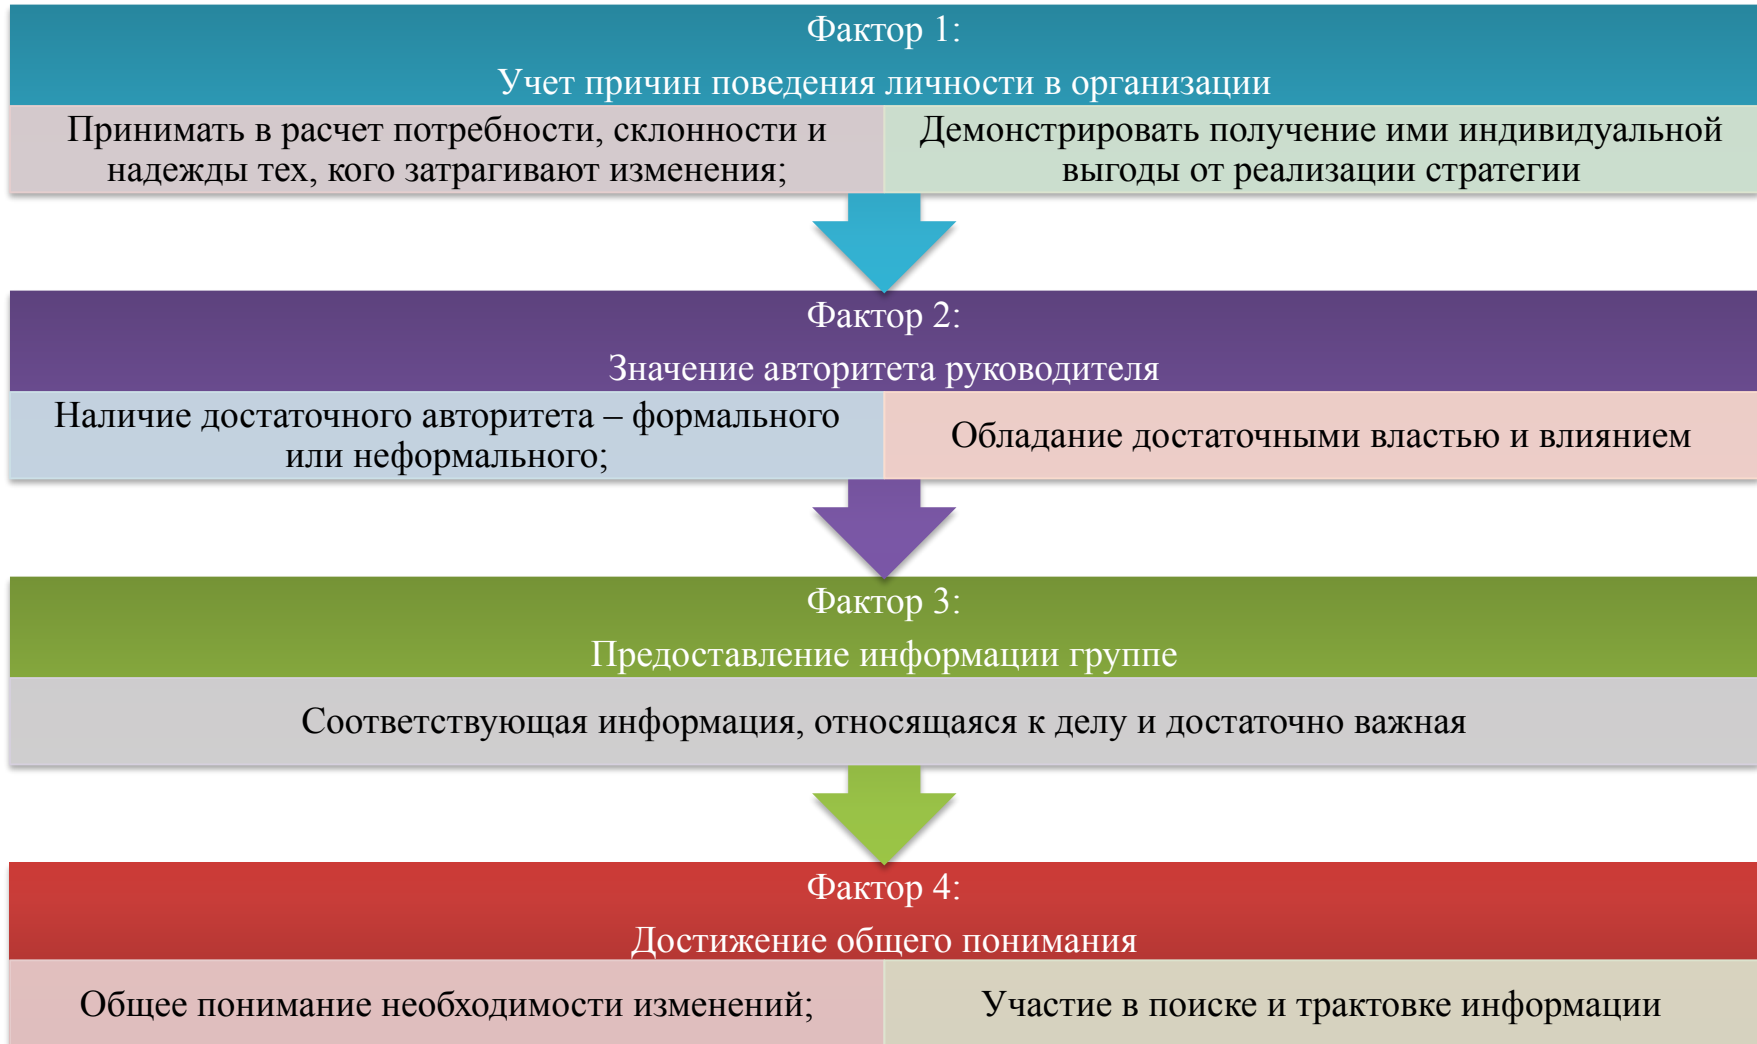 Фактор 1:
Учет причин поведения личности в организации
Принимать в расчет потребности, склонности и
надежды тех, кого затрагивают изменения;
Демонстрировать получение ими индивидуальной
выгоды от реализации стратегии
Фактор 2:
Значение авторитета руководителя
Наличие достаточного авторитета – формального
или неформального;
Обладание достаточными властью и влиянием
Фактор 3:
Предоставление информации группе
Соответствующая информация, относящаяся к делу и достаточно важная
Фактор 4:
Достижение общего понимания
Общее понимание необходимости изменений;
Участие в поиске и трактовке информации